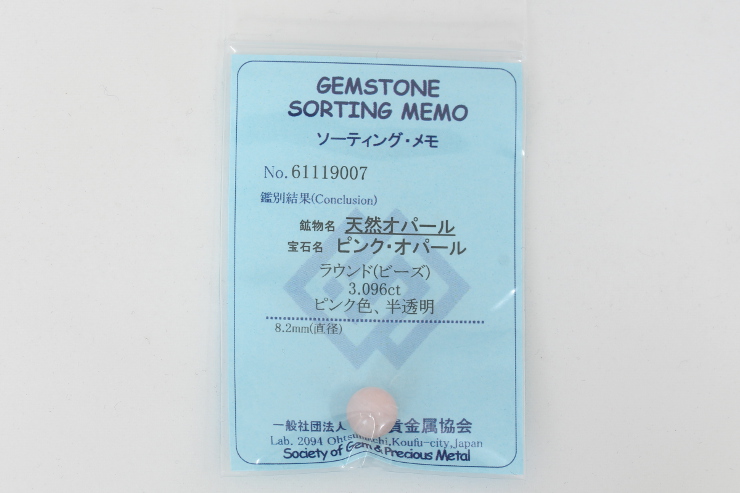 GEMSTONE
SORTING MEMO
ソーティング・メモ
No. 61119007
鑑別結果(Conclusion)
鉱物名 天然オパール
宝石名 ピンク・オパール
ラウンド(ビーズ)
3.096ct
ピンク色、半透明
8.2mm(直径)
一般社団法人 貴金属協会
Lab. 2094 Koufu-city,Japan
Society of Gem & Precious Metal